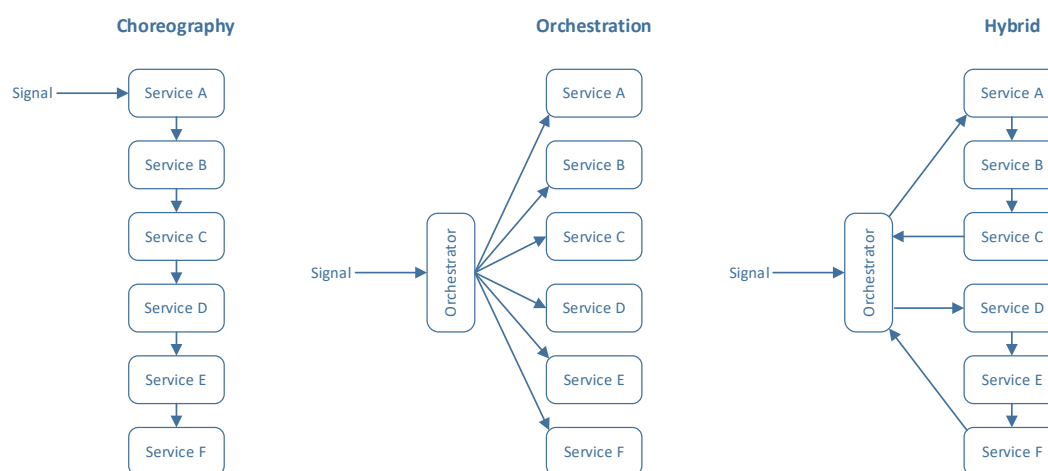 Choreography
Signal
Service A
Service B
Service C
Service D
Service E
Service F
Orchestration
Signal
Orchestrator
Service A
Service B
Service C
Service D
Service E
Service F
Hybrid
Signal
Orchestrator
Service A
Service B
Service C
Service D
Service E
Service F